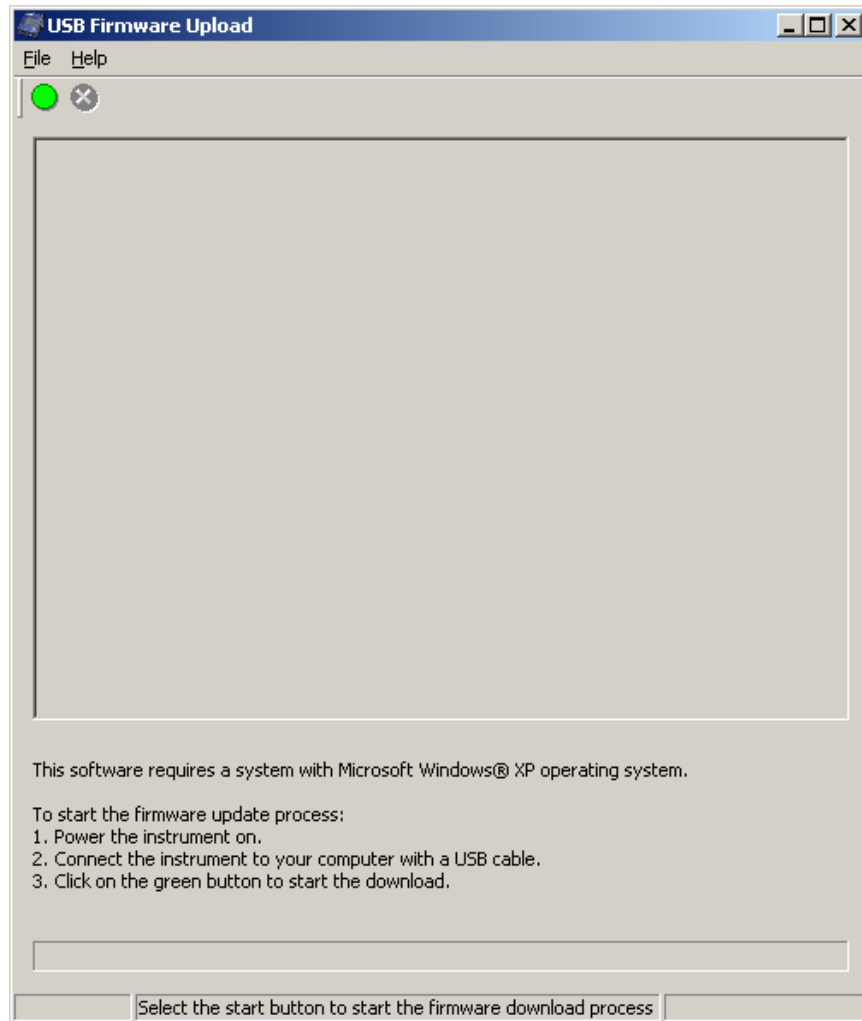 USB Firmware Upload
File Help
This software requires a system with Microsoft Windows® XP operating system.
To start the firmware update process:
1. Power the instrument on.
2. Connect the instrument to your computer with a USB cable.
3. Click on the green button to start the download.
Select the start button to start the firmware download process